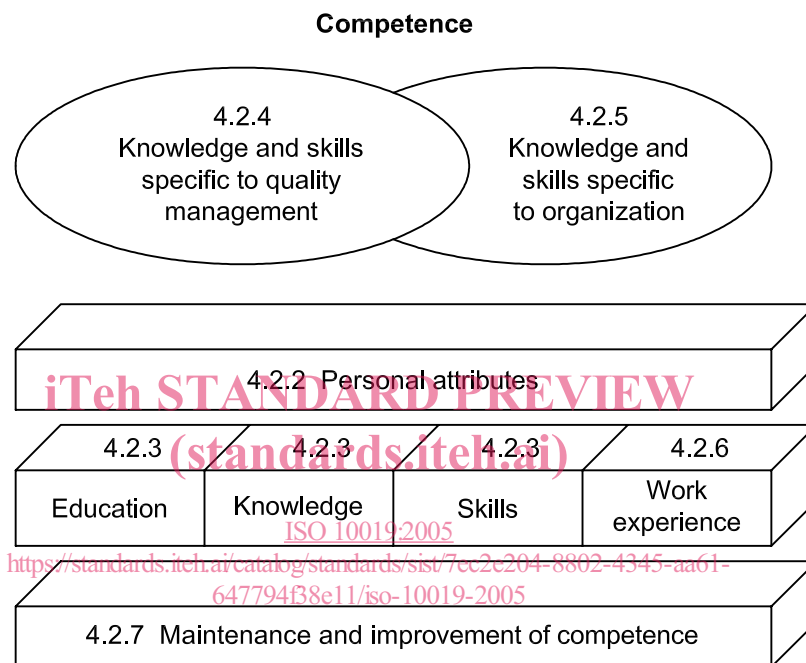 Competence
4.2.4
Knowledge and skills
specific to quality
management
4.2.5
Knowledge and
skills specific
to organization
4.2.2 Personal attributes
iTeh STANDARD PREVIEW
(standards.iteh.ai)
4.2.3
Education
4.2.3
Knowledge
4.2.3
Skills
4.2.6
Work
experience
ISO 10019:2005
https://standards.iteh.ai/catalog/standards/sist/7ec2e204-8802-4345-aa61-
647794f38e11/iso-10019-2005
4.2.7 Maintenance and improvement of competence